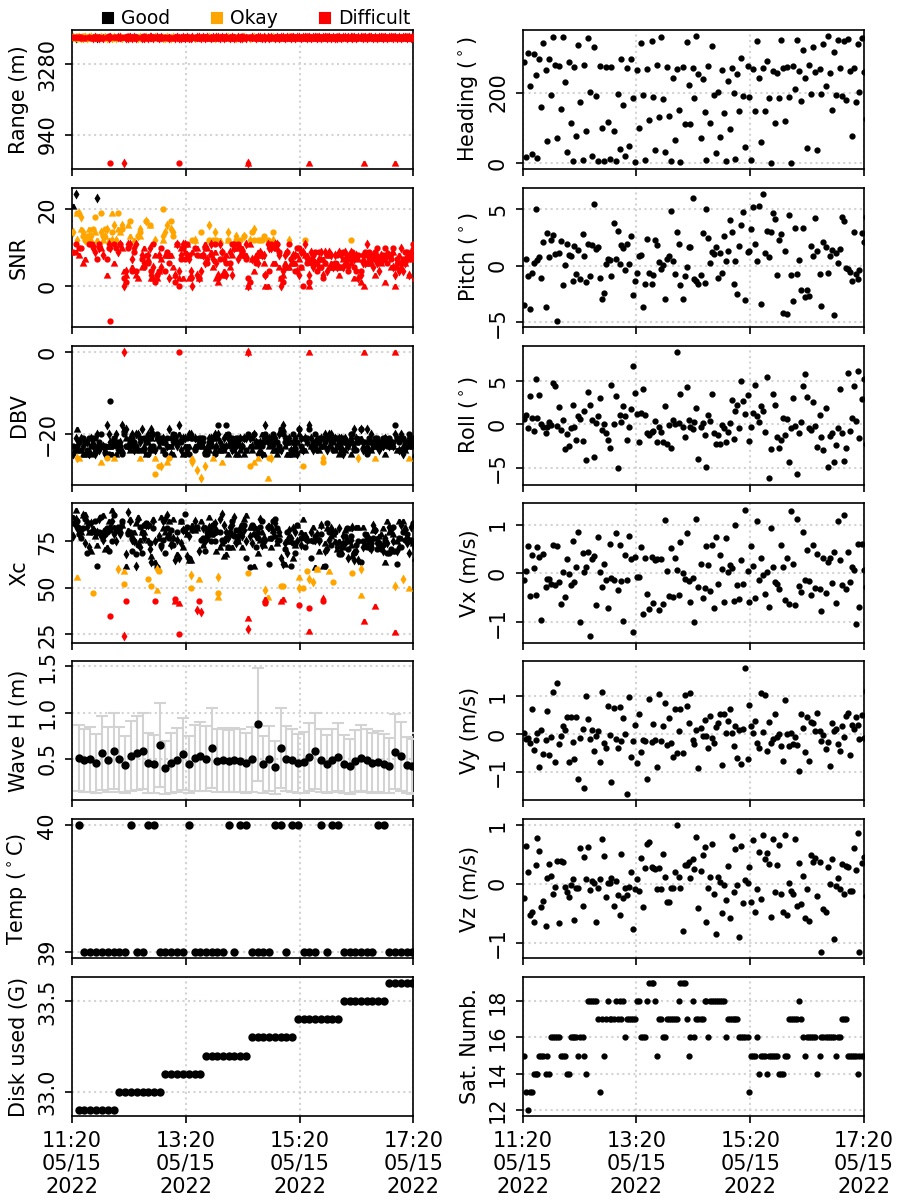 Good Okay Difficult
Range (m)
3280
940
Heading (°)
200
0
SNR
20
0
Pitch (°)
5
0
−5
DBV
0
−20
Roll (°)
5
0
−5
Xc
75
50
25
Vx (m/s)
1
0
−1
Wave H (m)
1.5
1.0
0.5
Vy (m/s)
1
0
−1
Temp (°C)
40
39
Vz (m/s)
1
0
−1
Disk used (G)
33.5
33.0
Sat. Numb.
18
16
14
12
11:20 13:20 15:20 17:20
05/15 05/15 05/15 05/15
2022 2022 2022 2022
11:20 13:20 15:20 17:20
05/15 05/15 05/15 05/15
2022 2022 2022 2022